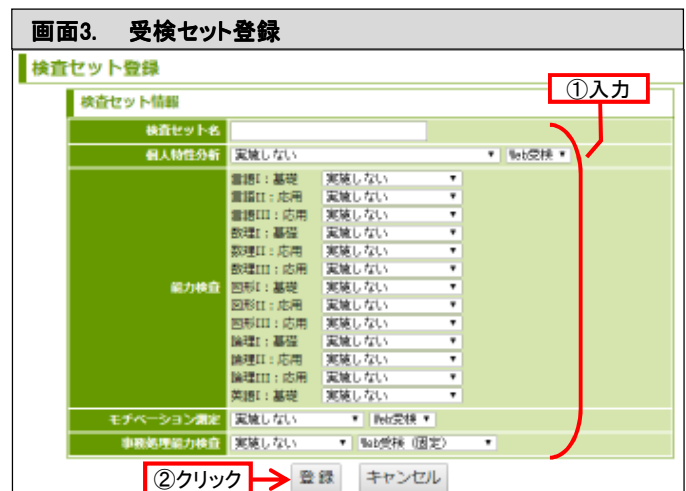 画面3. 受検セット登録
検査セット登録
検査セット情報
①入力
検査セット名
個人特性分析 実施しない ▼ Web受検 ▼
能力検査
言語I：基礎 実施しない ▼
言語II：応用 実施しない ▼
言語III：応用 実施しない ▼
数理I：基礎 実施しない ▼
数理II：応用 実施しない ▼
数理III：応用 実施しない ▼
図形I：基礎 実施しない ▼
図形II：応用 実施しない ▼
図形III：応用 実施しない ▼
論理I：基礎 実施しない ▼
論理II：応用 実施しない ▼
論理III：応用 実施しない ▼
英語I：基礎 実施しない ▼
モチベーション測定 実施しない ▼ Web受検 ▼
事務処理能力検査 実施しない ▼ Web受検（固定） ▼
②クリック 登録 キャンセル